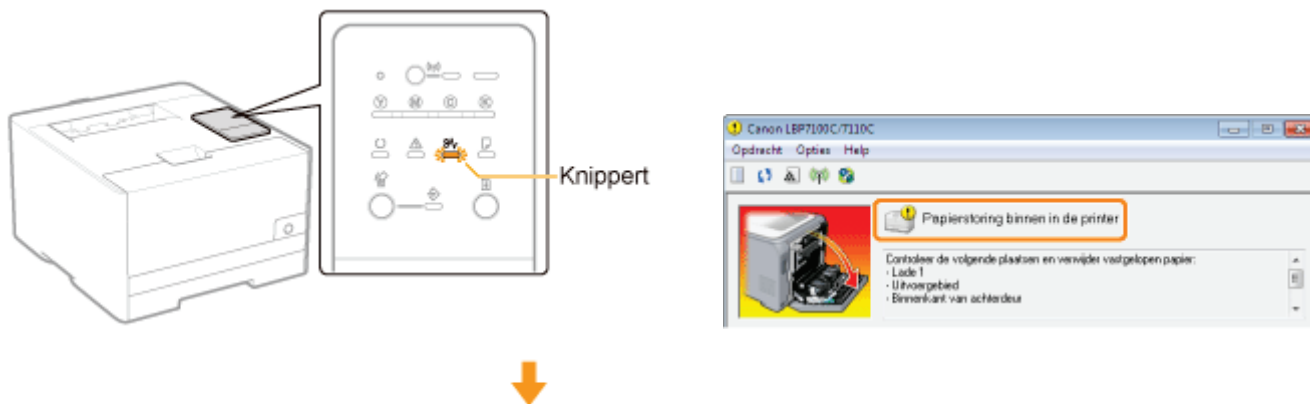 Y M C K
Knippert
Canon LBP7100C/7110C
Opdracht Opties Help
Papierstoring binnen in de printer
Controleer de volgende plaatsen en verwijder vastgelopen papier:
- Lade 1
- Uitvoergebied
- Binnenkant van achterdeur